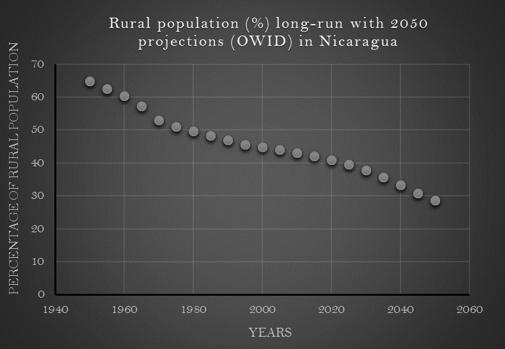 Rural population (%) long-run with 2050
projections (OWID) in Nicaragua
PERCENTAGE OF RURAL POPULATION
70
60
50
40
30
20
10
0
1940 1960 1980 2000 2020 2040 2060
YEARS